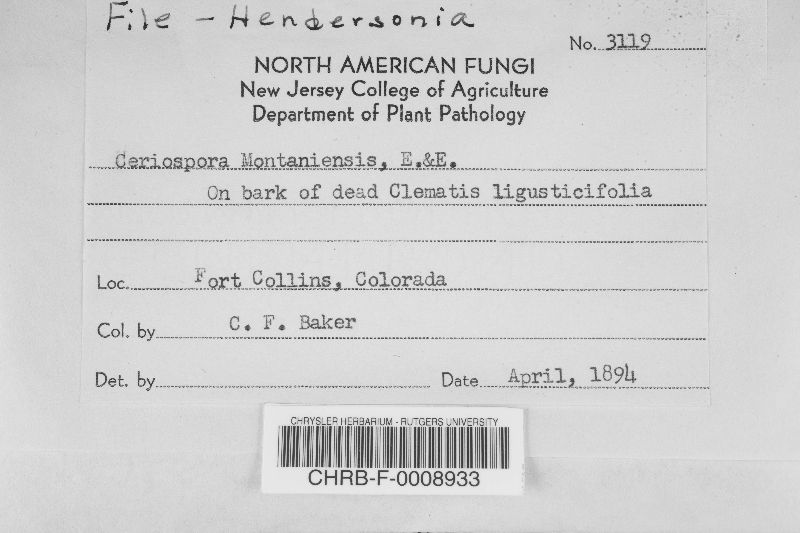 File - Hendersonia
No. 3119
NORTH AMERICAN FUNGI
New Jersey College of Agriculture
Department of Plant Pathology
Ceriospora Montaniensis, E.&E.
On bark of dead Clematis ligusticifolia
Loc. Fort Collins, Colorada
Col. by C. F. Baker
Det. by Date April, 1894
CHRYSLER HERBARIUM - RUTGERS UNIVERSITY
CHRB-F-0008933